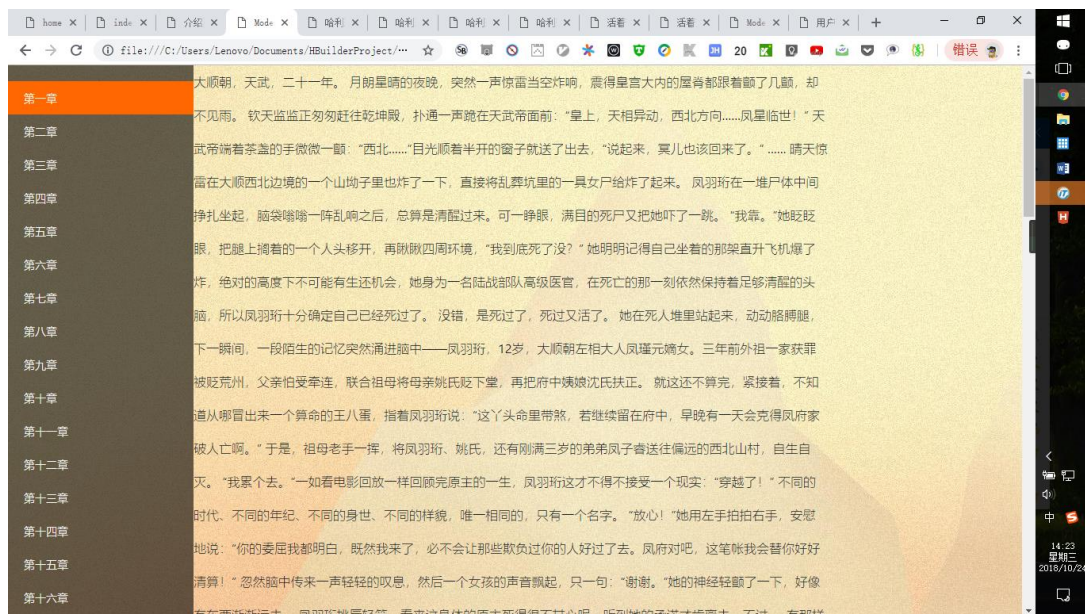 home
inde
介绍
Mode
哈利
哈利
哈利
哈利
活着
活着
Mode
用户
file:///C:/Users/Lenovo/Documents/HBuilderProject/…
20
错误
第一章
第二章
第三章
第四章
第五章
第六章
第七章
第八章
第九章
第十章
第十一章
第十二章
第十三章
第十四章
第十五章
第十六章
大顺朝，天武，二十一年。 月朗星晴的夜晚，突然一声惊雷当空炸响，震得皇宫大内的屋脊都跟着颤了几颤，却
不见雨。 钦天监监正匆匆赶往乾坤殿，扑通一声跪在天武帝面前：“皇上，天相异动，西北方向……凤星临世！“ 天
武帝端着茶盏的手微微一颤：“西北……“目光顺着半开的窗子就送了出去，“说起来，冥儿也该回来了。“ …… 晴天惊
雷在大顺西北边境的一个山坳子里也炸了一下，直接将乱葬坑里的一具女尸给炸了起来。 凤羽珩在一堆尸体中间
挣扎坐起，脑袋嗡嗡一阵乱响之后，总算是清醒过来。可一睁眼，满目的死尸又把她吓了一跳。 “我靠。“她眨眨
眼，把腿上搁着的一个人头移开，再瞅瞅四周环境，“我到底死了没？“ 她明明记得自己坐着的那架直升飞机爆了
炸，绝对的高度下不可能有生还机会，她身为一名陆战部队高级医官，在死亡的那一刻依然保持着足够清醒的头
脑，所以凤羽珩十分确定自己已经死过了。 没错，是死过了，死过又活了。 她在死人堆里站起来，动动胳膊腿，
下一瞬间，一段陌生的记忆突然涌进脑中——凤羽珩，12岁，大顺朝左相大人凤瑾元嫡女。三年前外祖一家获罪
被贬荒州，父亲怕受牵连，联合祖母将母亲姚氏贬下堂，再把府中姨娘沈氏扶正。 就这还不算完，紧接着，不知
道从哪冒出来一个算命的王八蛋，指着凤羽珩说：“这丫头命里带煞，若继续留在府中，早晚有一天会克得凤府家
破人亡啊。“ 于是，祖母老手一挥，将凤羽珩、姚氏，还有刚满三岁的弟弟凤子睿送往偏远的西北山村，自生自
灭。 “我累个去。“一如看电影回放一样回顾完原主的一生，凤羽珩这才不得不接受一个现实：“穿越了！“ 不同的
时代、不同的年纪、不同的身世、不同的样貌，唯一相同的，只有一个名字。 “放心！“她用左手拍拍右手，安慰
地说：“你的委屈我都明白，既然我来了，必不会让那些欺负过你的人好过了去。凤府对吧，这笔帐我会替你好好
清算！“ 忽然脑中传来一声轻轻的叹息，然后一个女孩的声音飘起，只一句：“谢谢。“她的神经轻颤了一下，好像
中
14:23
星期三
2018/10/24